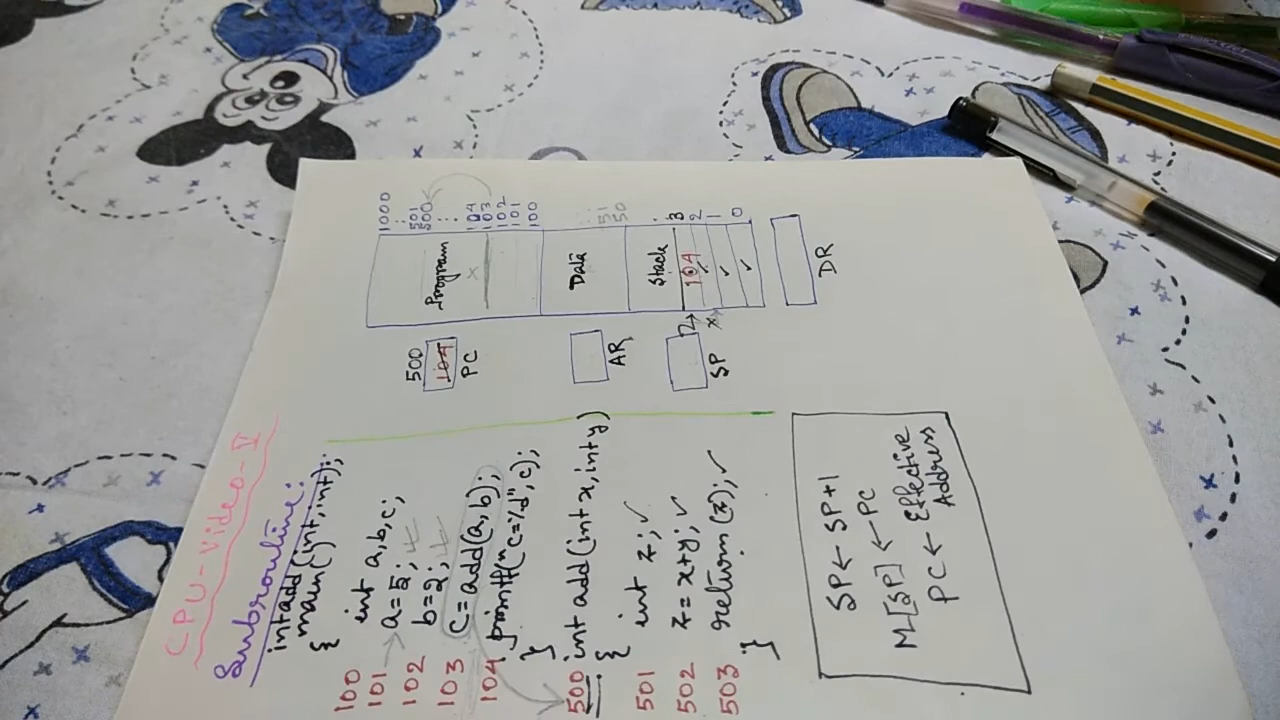 CPU-Video-V
Subroutine:
int add(int, int);
main()
{
100 int a,b,c;
101 a=5;
102 b=2;
103 c=add(a,b);
104 printf("c=%d",c);
}
500 int add(int x, int y)
{
501 int z;
502 z=x+y;
503 return(z);
}
500
104
PC
AR
SP
1000
501
500
104
103
102
101
100
Program
x
51
50
Data
Stack
3
2
1
0
104
DR
SP←SP+1
M[SP]←PC
PC←Effective
Address